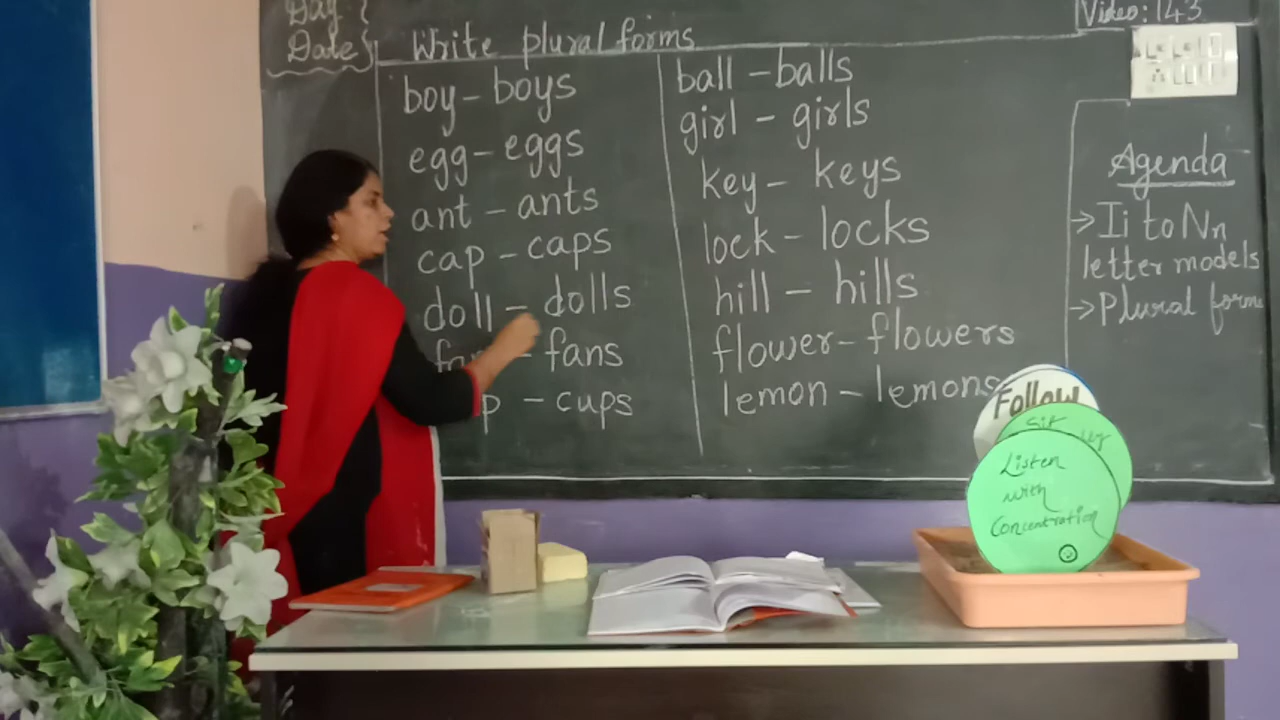 Day
Date
Write plural forms
Video: 143
boy - boys
egg - eggs
ant - ants
cap - caps
doll - dolls
- fans
- cups
ball - balls
girl - girls
key - keys
lock - locks
hill - hills
flower - flowers
lemon - lemons
Agenda
→ Ii to Nn
letter models
→ Plural forms
Follow
Sit
Listen
with
Concentration